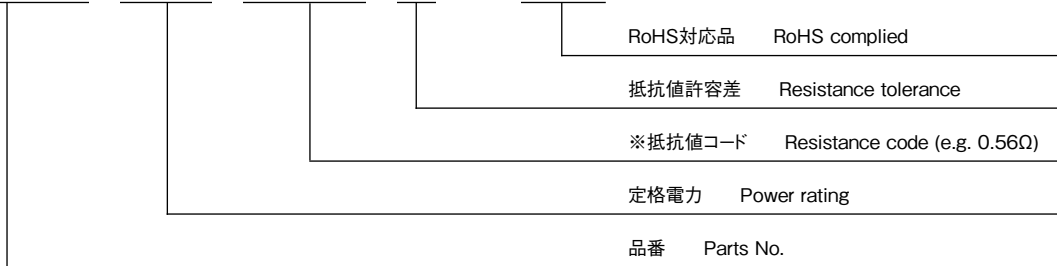 RoHS対応品 RoHS complied
抵抗値許容差 Resistance tolerance
※抵抗値コード Resistance code (e.g. 0.56Ω)
定格電力 Power rating
品番 Parts No.